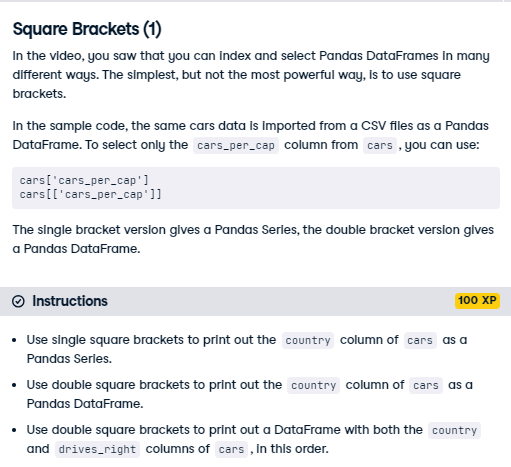 Square Brackets (1)
In the video, you saw that you can index and select Pandas DataFrames in many
different ways. The simplest, but not the most powerful way, is to use square
brackets.
In the sample code, the same cars data is imported from a CSV files as a Pandas
DataFrame. To select only the cars_per_cap column from cars , you can use:
cars['cars_per_cap']
cars[['cars_per_cap']]
The single bracket version gives a Pandas Series, the double bracket version gives
a Pandas DataFrame.
Instructions 100 XP
• Use single square brackets to print out the country column of cars as a
Pandas Series.
• Use double square brackets to print out the country column of cars as a
Pandas DataFrame.
• Use double square brackets to print out a DataFrame with both the country
and drives_right columns of cars , in this order.